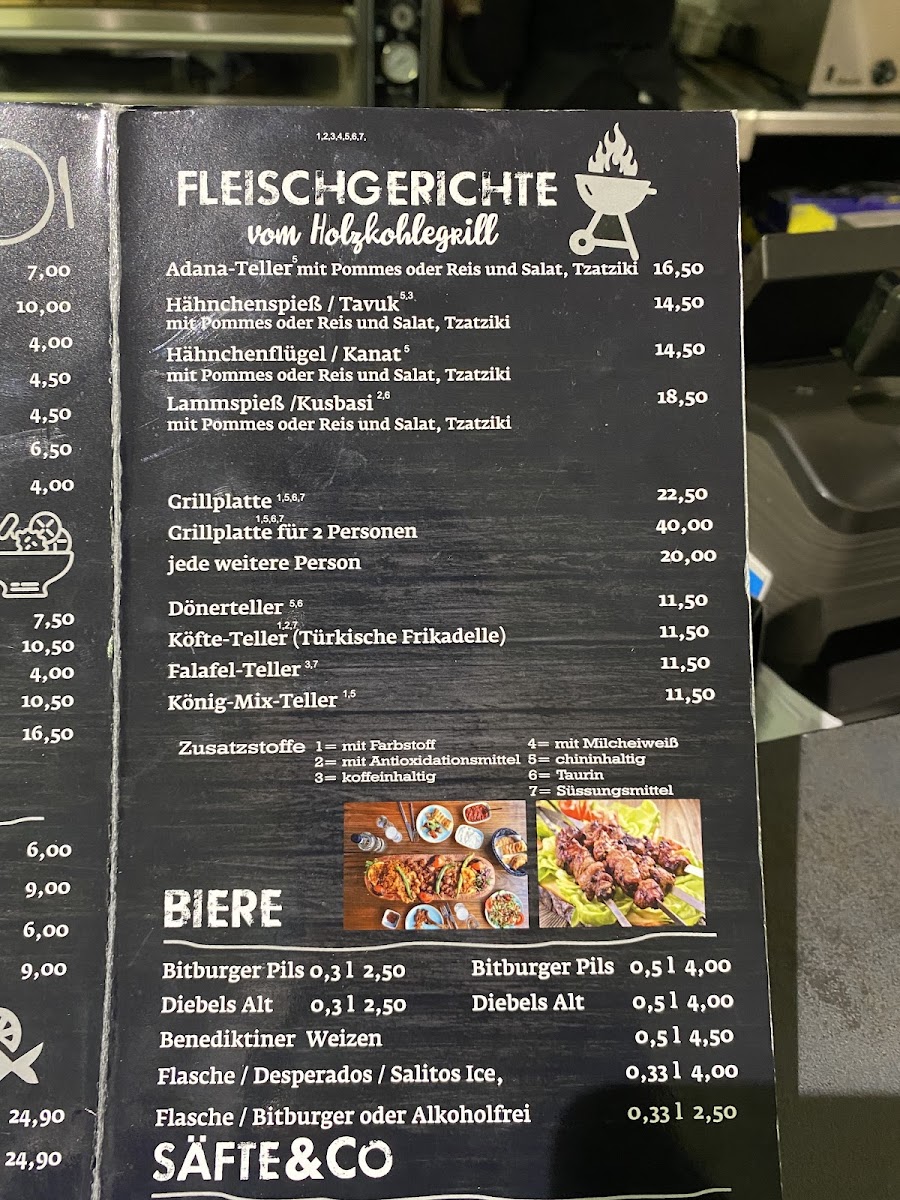 7,00
10,00
4,00
4,50
4,50
6,50
4,00
7,50
10,50
4,00
10,50
16,50
6,00
9,00
6,00
9,00
24,90
24,90
1,2,3,4,5,6,7,
FLEISCHGERICHTE
vom Holzkohlegrill
Adana-Teller 5 mit Pommes oder Reis und Salat, Tzatziki 16,50
Hähnchenspieß / Tavuk 5,3 14,50
mit Pommes oder Reis und Salat, Tzatziki
Hähnchenflügel / Kanat 5 14,50
mit Pommes oder Reis und Salat, Tzatziki
Lammspieß /Kusbasi 2,6 18,50
mit Pommes oder Reis und Salat, Tzatziki
Grillplatte 1,5,6,7 22,50
Grillplatte 1,5,6,7 für 2 Personen 40,00
jede weitere Person 20,00
Dönerteller 5,6 11,50
Köfte-Teller 1,2,7 (Türkische Frikadelle) 11,50
Falafel-Teller 3,7 11,50
König-Mix-Teller 1,5 11,50
Zusatzstoffe 1= mit Farbstoff 4= mit Milcheiweiß
2= mit Antioxidationsmittel 5= chininhaltig
3= koffeinhaltig 6= Taurin
7= Süssungsmittel
BIERE
Bitburger Pils 0,3 l 2,50 Bitburger Pils 0,5 l 4,00
Diebels Alt 0,3 l 2,50 Diebels Alt 0,5 l 4,00
Benediktiner Weizen 0,5 l 4,50
Flasche / Desperados / Salitos Ice, 0,33 l 4,00
Flasche / Bitburger oder Alkoholfrei 0,33 l 2,50
SÄFTE&CO